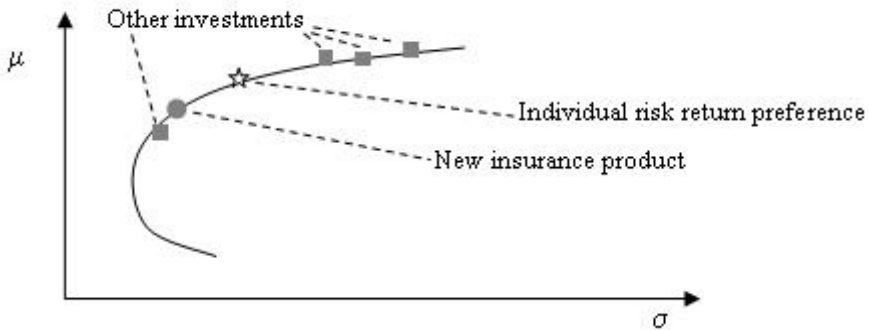 Other investments
μ
Individual risk return preference
New insurance product
σ